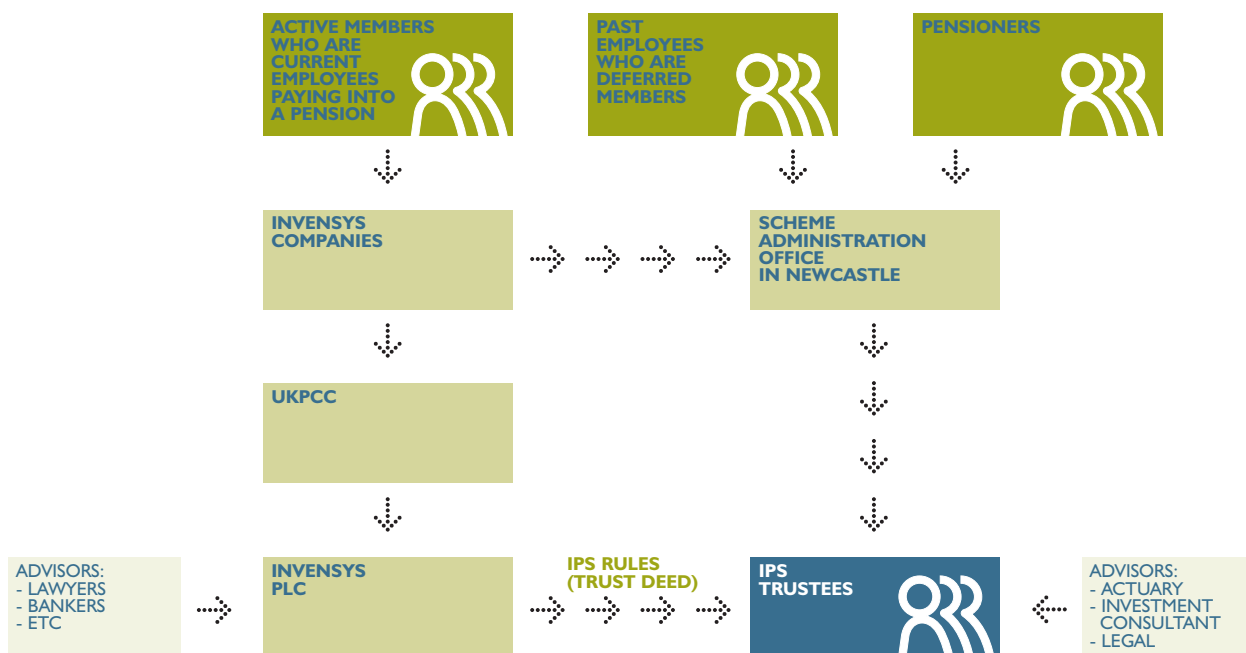 ACTIVE MEMBERS
WHO ARE
CURRENT
EMPLOYEES
PAYING INTO
A PENSION
PAST
EMPLOYEES
WHO ARE
DEFERRED
MEMBERS
PENSIONERS
INVENSYS
COMPANIES
SCHEME
ADMINISTRATION
OFFICE
IN NEWCASTLE
UKPCC
ADVISORS:
- LAWYERS
- BANKERS
- ETC
INVENSYS
PLC
IPS RULES
(TRUST DEED)
IPS
TRUSTEES
ADVISORS:
- ACTUARY
- INVESTMENT
CONSULTANT
- LEGAL